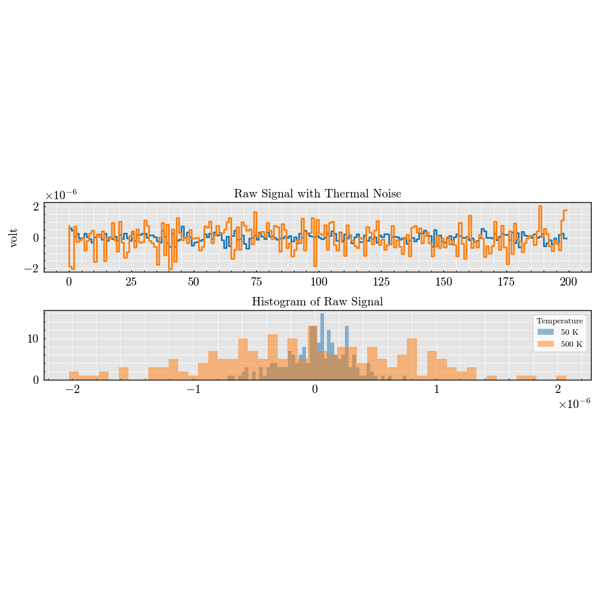 Raw Signal with Thermal Noise
×10⁻⁶
2
0
−2
volt
0 25 50 75 100 125 150 175 200
Histogram of Raw Signal
10
0
Temperature
50 K
500 K
−2 −1 0 1 2
×10⁻⁶